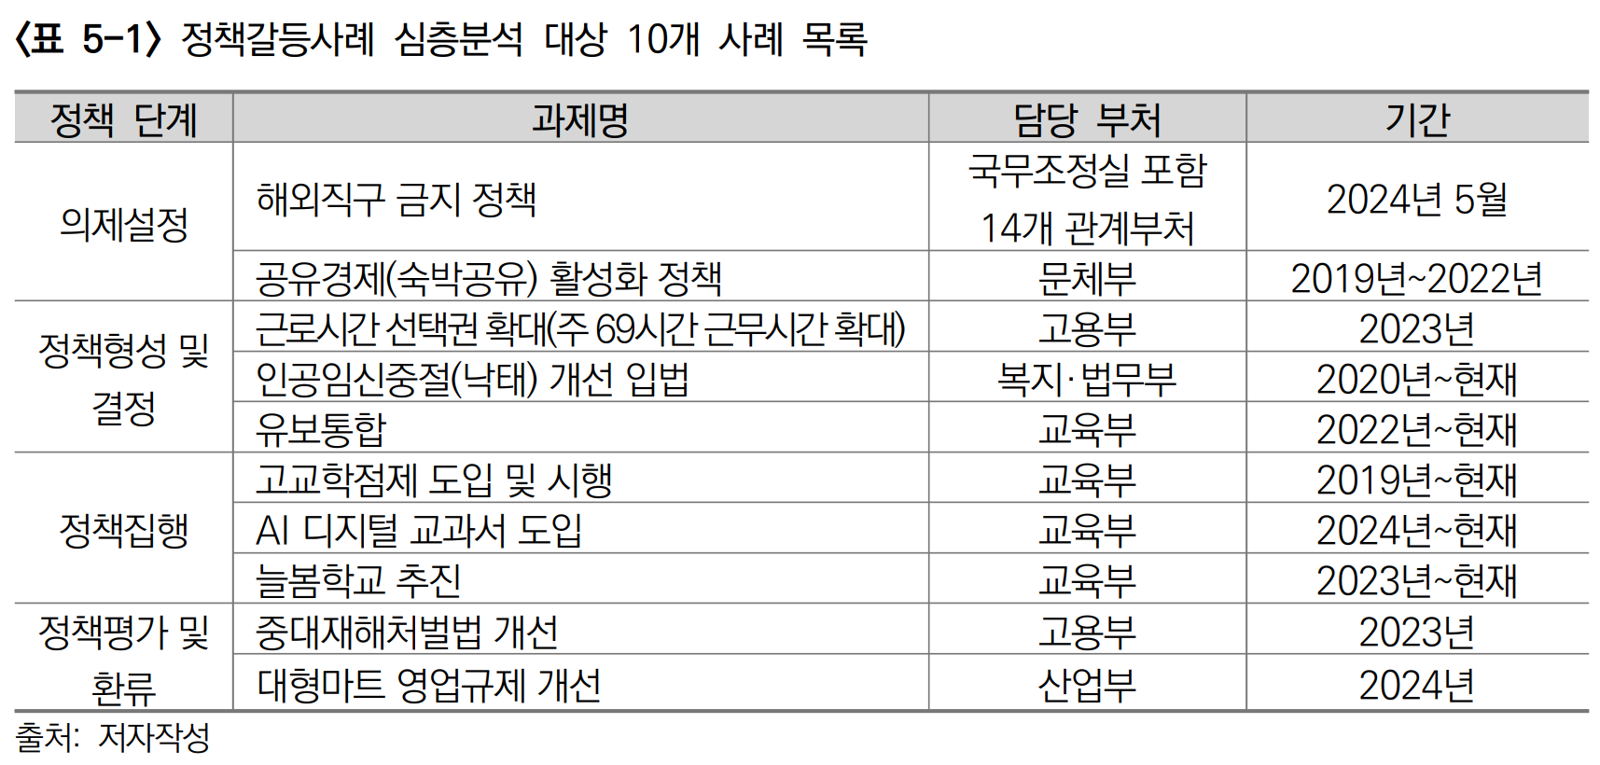 <표 5-1> 정책갈등사례 심층분석 대상 10개 사례 목록
정책 단계 과제명 담당 부처 기간
의제설정 해외직구 금지 정책 국무조정실 포함 2024년 5월
14개 관계부처
공유경제(숙박공유) 활성화 정책 문체부 2019년~2022년
정책형성 및 근로시간 선택권 확대(주 69시간 근무시간 확대) 고용부 2023년
결정 인공임신중절(낙태) 개선 입법 복지·법무부 2020년~현재
유보통합 교육부 2022년~현재
정책집행 고교학점제 도입 및 시행 교육부 2019년~현재
AI 디지털 교과서 도입 교육부 2024년~현재
늘봄학교 추진 교육부 2023년~현재
정책평가 및 중대재해처벌법 개선 고용부 2023년
환류 대형마트 영업규제 개선 산업부 2024년
출처: 저자작성